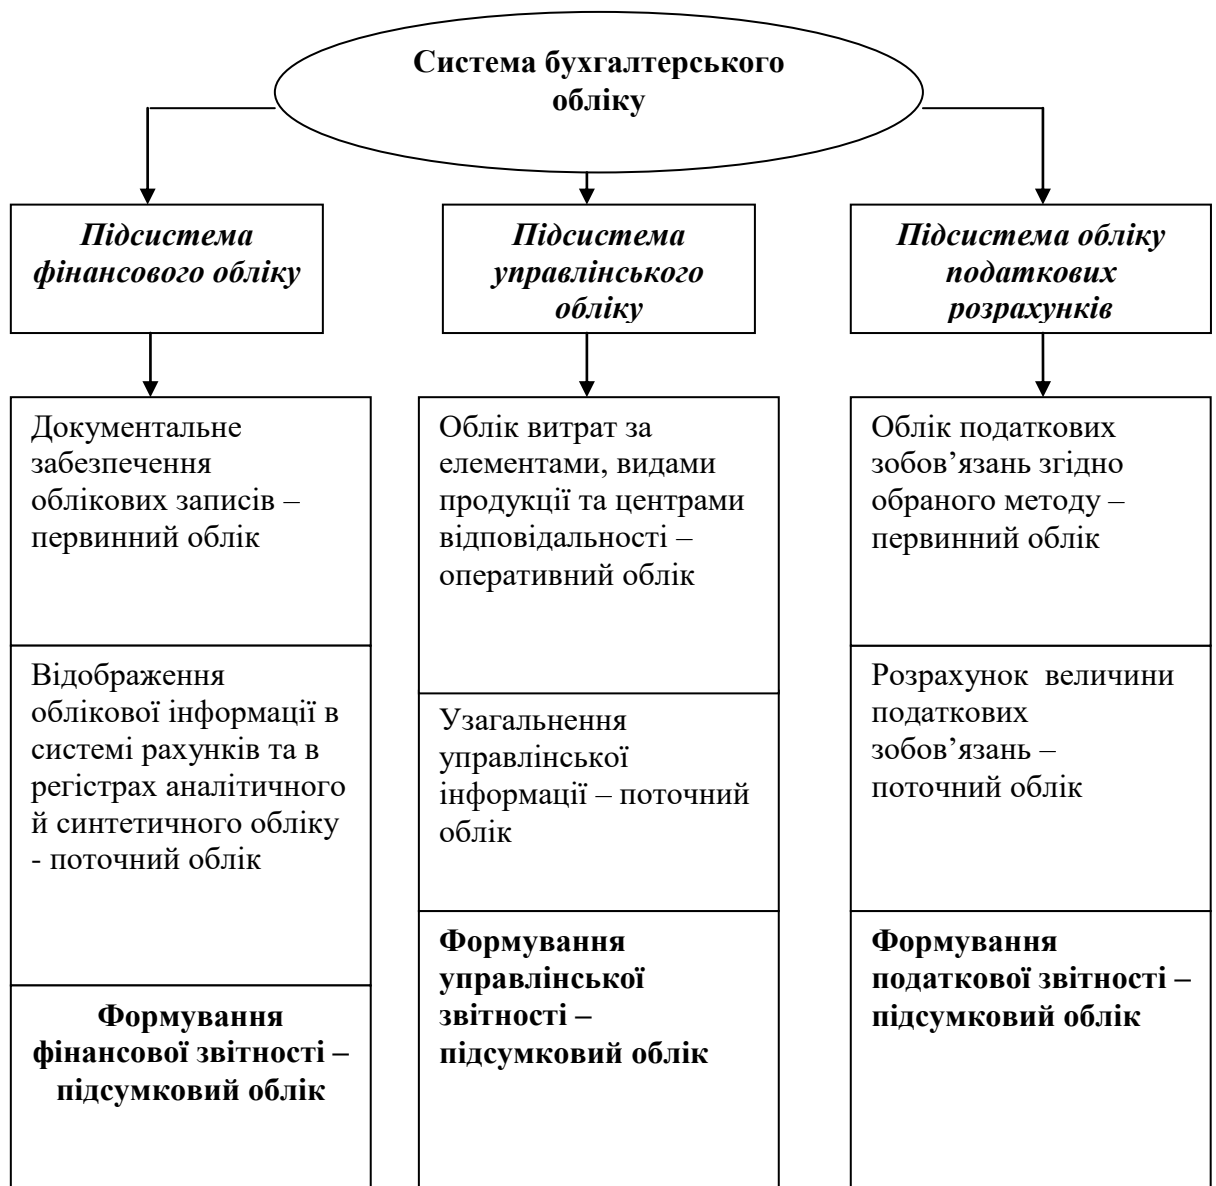 Система бухгалтерського
обліку
Підсистема
фінансового обліку
Підсистема
управлінського
обліку
Підсистема обліку
податкових
розрахунків
Документальне
забезпечення
облікових записів –
первинний облік
Відображення
облікової інформації в
системі рахунків та в
регістрах аналітичного
й синтетичного обліку
- поточний облік
Формування
фінансової звітності –
підсумковий облік
Облік витрат за
елементами, видами
продукції та центрами
відповідальності –
оперативний облік
Узагальнення
управлінської
інформації – поточний
облік
Формування
управлінської
звітності –
підсумковий облік
Облік податкових
зобов’язань згідно
обраного методу –
первинний облік
Розрахунок величини
податкових
зобов’язань –
поточний облік
Формування
податкової звітності –
підсумковий облік